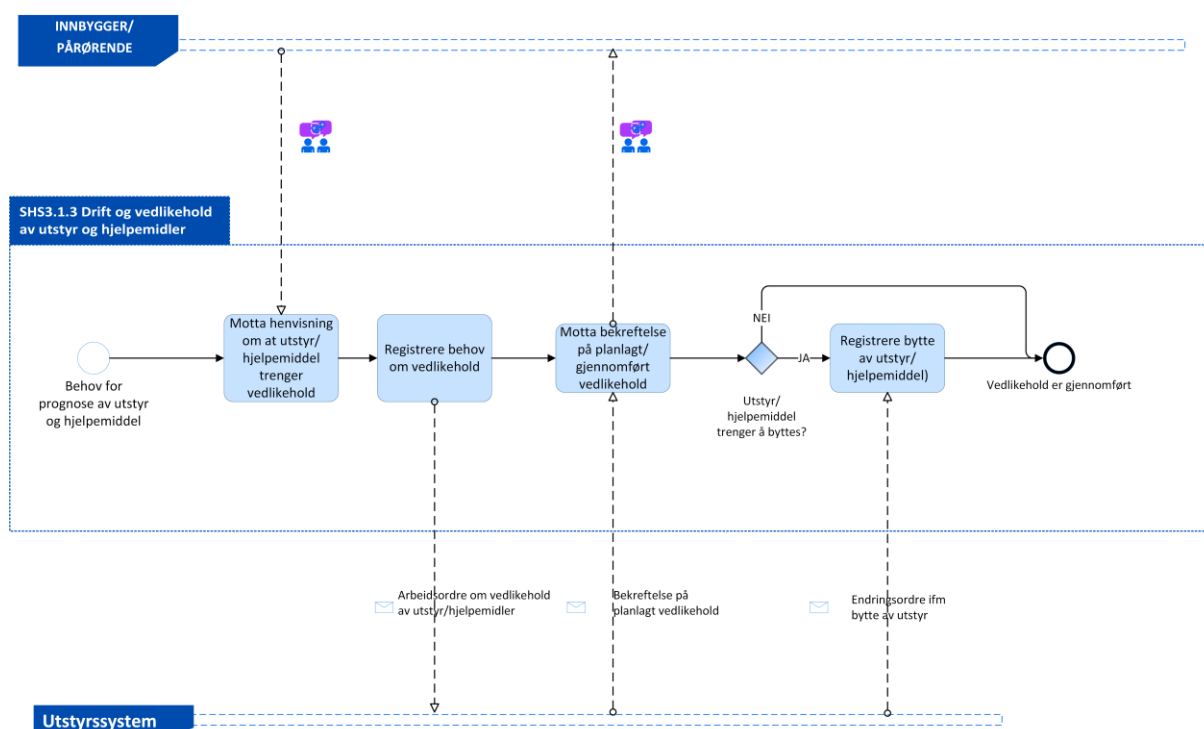 INNBYGGER/
PÅRØRENDE
SHS3.1.3 Drift og vedlikehold
av utstyr og hjelpemidler
Behov for
prognose av utstyr
og hjelpemiddel
Motta henvisning
om at utstyr/
hjelpemiddel
trenger
vedlikehold
Registrere behov
om vedlikehold
Motta bekreftelse
på planlagt/
gjennomført
vedlikehold
NEI
JA
Utstyr/
hjelpemiddel
trenger å byttes?
Registrere bytte
av utstyr/
hjelpemiddel)
Vedlikehold er gjennomført
Arbeidsordre om vedlikehold
av utstyr/hjelpemidler
Bekreftelse på
planlagt vedlikehold
Endringsordre ifm
bytte av utstyr
Utstyrssystem